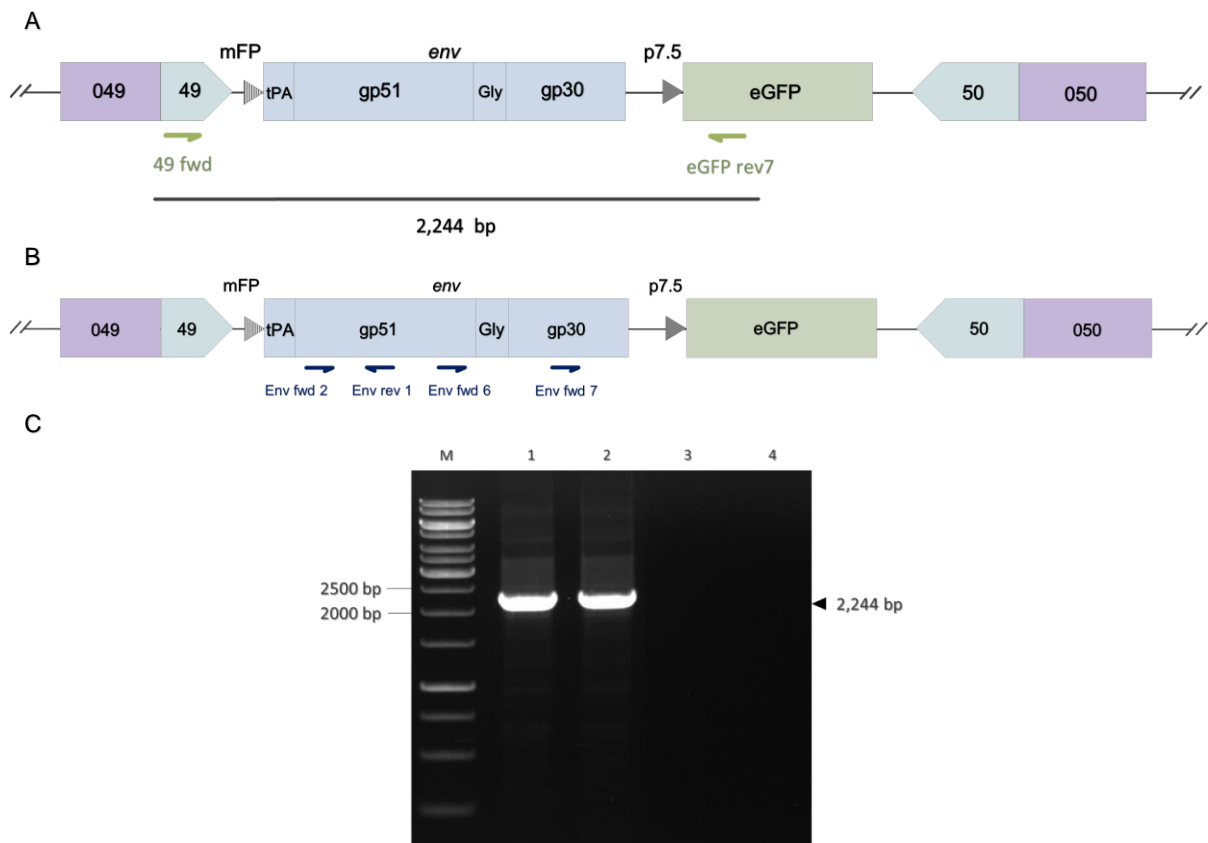 A
mFP env p7.5
049 49 tPA gp51 Gly gp30 eGFP 50 050
49 fwd eGFP rev7
2,244 bp
B
mFP env p7.5
049 49 tPA gp51 Gly gp30 eGFP 50 050
Env fwd 2 Env rev 1 Env fwd 6 Env fwd 7
C
M 1 2 3 4
2500 bp
2000 bp
2,244 bp